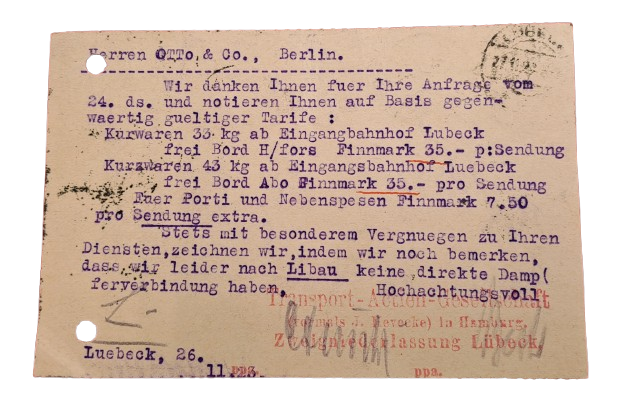 Herren OTTo & Co., Berlin.
Wir danken Ihnen fuer Ihre Anfrage vom
24. ds. und notieren Ihnen auf Basis gegen-
waertig gueltiger Tarife :
Kurwaren 33 kg ab Eingangbahnhof Lubeck
frei Bord H/fors Finnmark 35.- p:Sendung
Kurzwaren 43 kg ab Eingangsbahnhof Luebeck
frei Bord Abo Finnmark 35.- pro Sendung
Fuer Porti und Nebenspesen Finnmark 7.50
pro Sendung extra.
Stets mit besonderem Vergnuegen zu Ihren
Diensten,zeichnen wir,indem wir noch bemerken,
dass wir leider nach Libau keine direkte Damp(
ferverbindung haben. Hochachtungsvoll
Transport-Actien-Gesellschaft
(vormals J. Hevecke) in Hamburg,
Zweigniederlassung Lübeck.
Luebeck, 26.
11.23.
ppa. ppa.